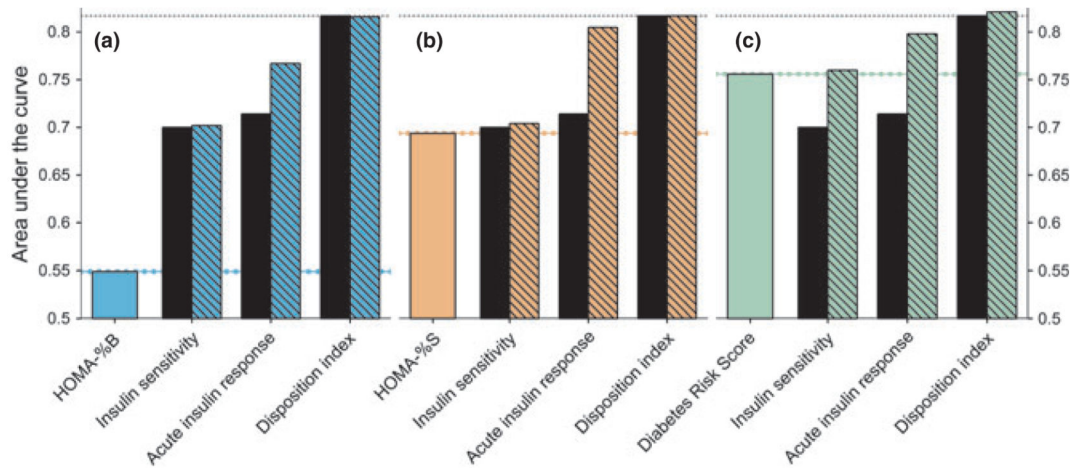 (a)
(b)
(c)
Area under the curve
0.8
0.75
0.7
0.65
0.6
0.55
0.5
0.8
0.75
0.7
0.65
0.6
0.55
0.5
HOMA-%B
Insulin sensitivity
Acute insulin response
Disposition index
HOMA-%S
Insulin sensitivity
Acute insulin response
Disposition index
Diabetes Risk Score
Insulin sensitivity
Acute insulin response
Disposition index